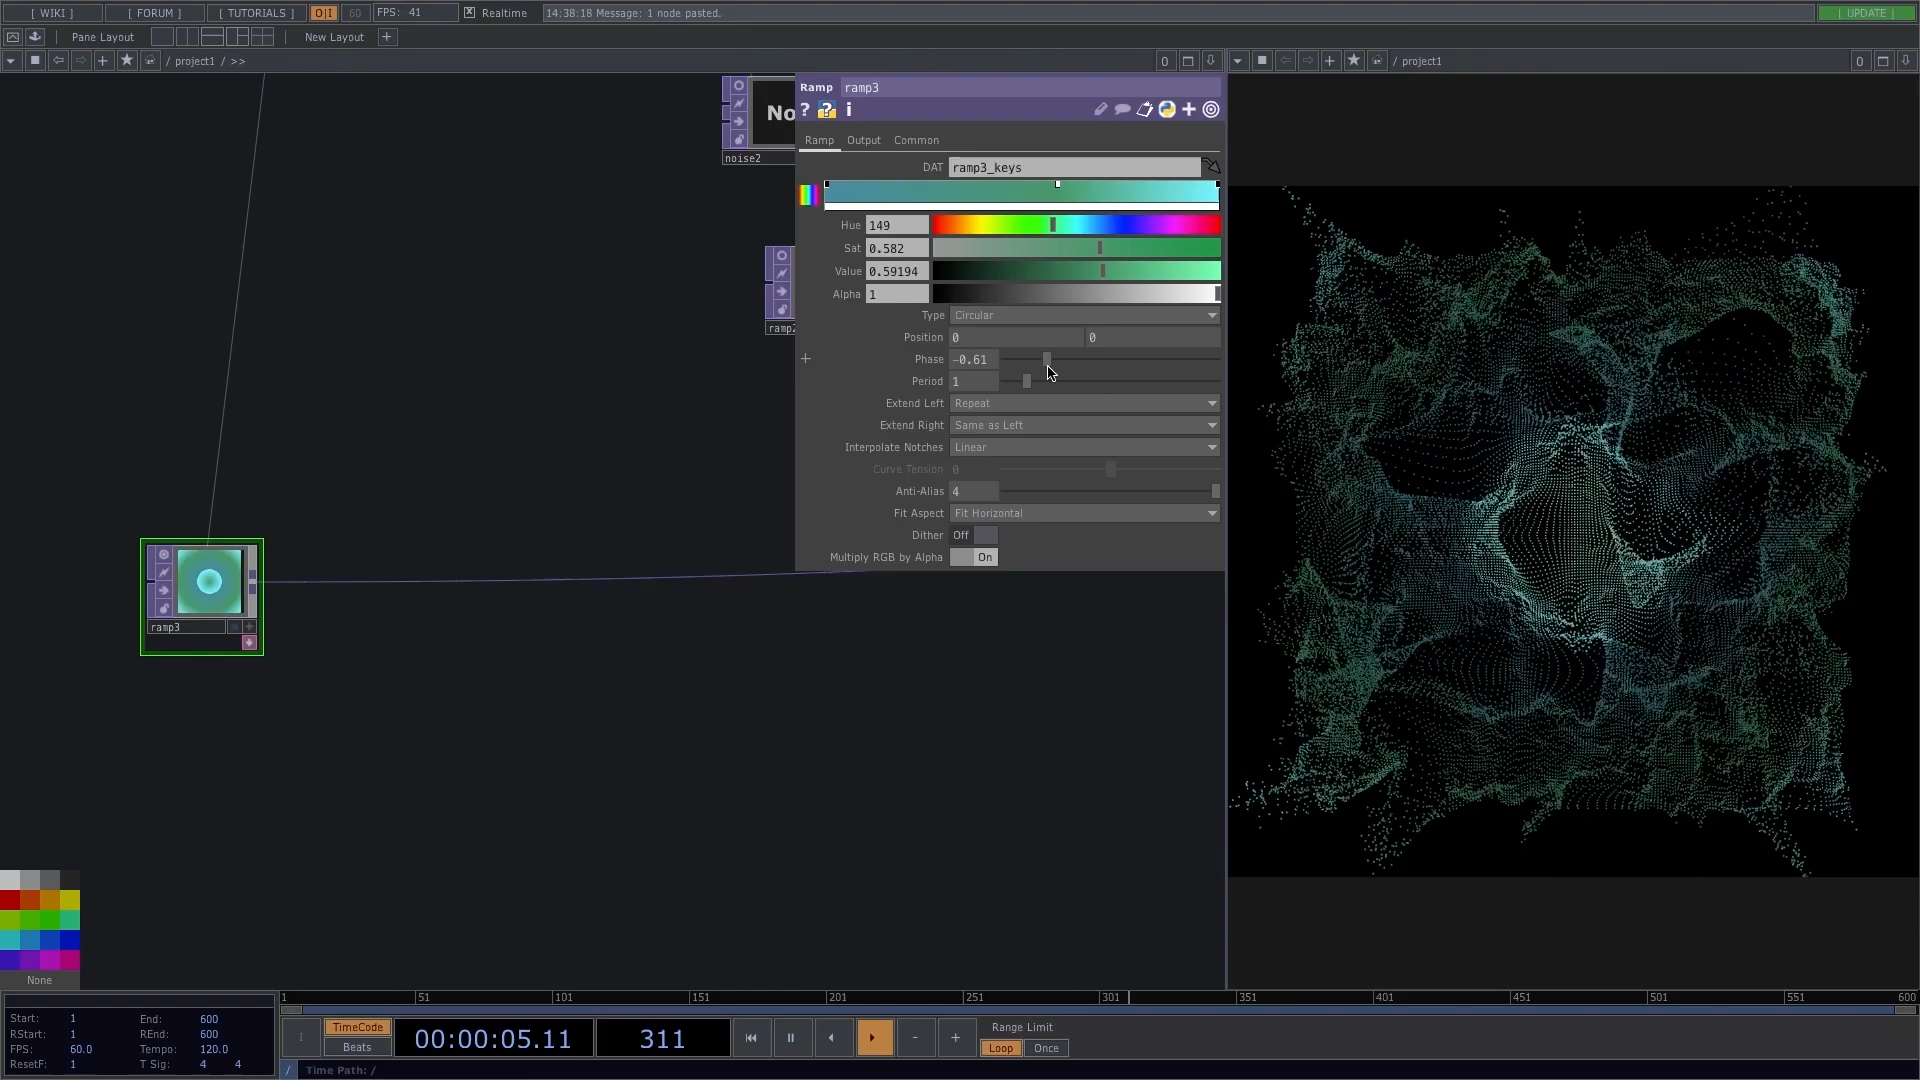 [ WIKI ] [ FORUM ] [ TUTORIALS ] O|I 60 FPS: 41 Realtime 14:38:18 Message: 1 node pasted. [ UPDATE ]
Pane Layout New Layout +
/ project1 / >> 0 / project1 0
Ramp ramp3
No
? ? i
Ramp Output Common
noise2
DAT ramp3_keys
Hue 149
Sat 0.582
Value 0.59194
Alpha 1
Type Circular
ramp2
Position 0 0
Phase -0.61
Period 1
Extend Left Repeat
Extend Right Same as Left
Interpolate Notches Linear
Curve Tension 0
Anti-Alias 4
Fit Aspect Fit Horizontal
Dither Off
Multiply RGB by Alpha On
ramp3
None
1 51 101 151 201 251 301 351 401 451 501 551 600
Start: 1 End: 600
RStart: 1 REnd: 600
FPS: 60.0 Tempo: 120.0
ResetF: 1 T Sig: 4 4
TimeCode
Beats
00:00:05.11 311
- +
Range Limit
Loop Once
/ Time Path: /